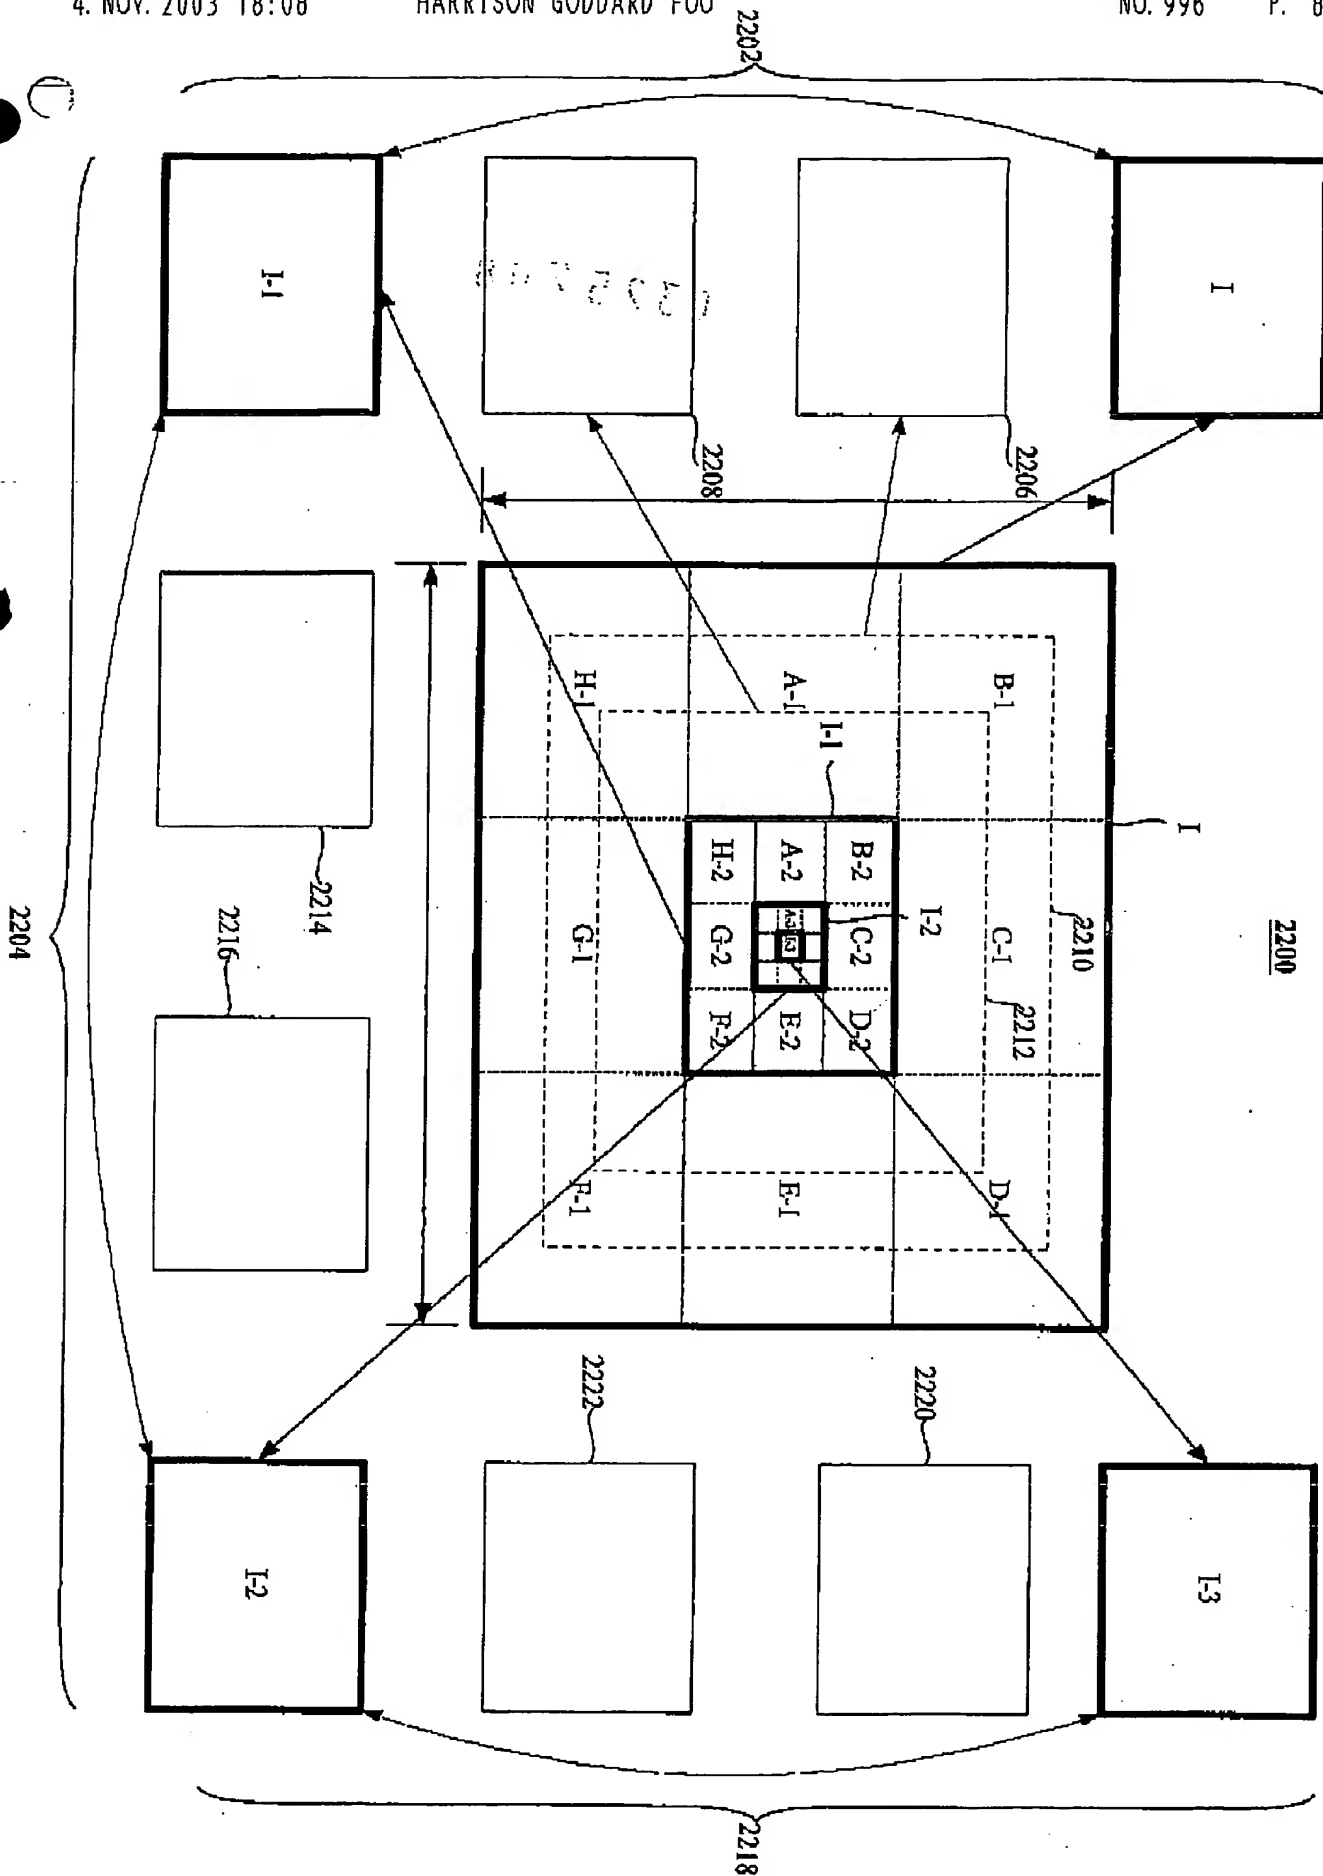 4. NOV. 2003 18:08 HARRISON GODDARD FOO NO. 996 P. 8
2202
I-1
I
2208
2206
H-1
A-1
B-1
I-1
I
H-2
A-2
B-2
I-2
G-1
G-2
A-3
I-3
C-2
C-1
2210
2200
2212
F-2
E-2
D-2
F-1
E-1
D-1
2214
2216
2204
2222
2220
I-2
I-3
2218